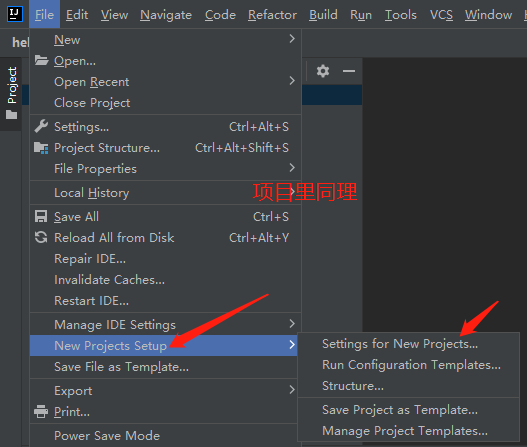 File Edit View Navigate Code Refactor Build Run Tools VCS Window
hel
Project
New
Open...
Open Recent
Close Project
Settings... Ctrl+Alt+S
Project Structure... Ctrl+Alt+Shift+S
File Properties
Local History
项目里同理
Save All Ctrl+S
Reload All from Disk Ctrl+Alt+Y
Repair IDE...
Invalidate Caches...
Restart IDE...
Manage IDE Settings
New Projects Setup
Save File as Template...
Export
Print...
Power Save Mode
Settings for New Projects...
Run Configuration Templates...
Structure...
Save Project as Template...
Manage Project Templates...